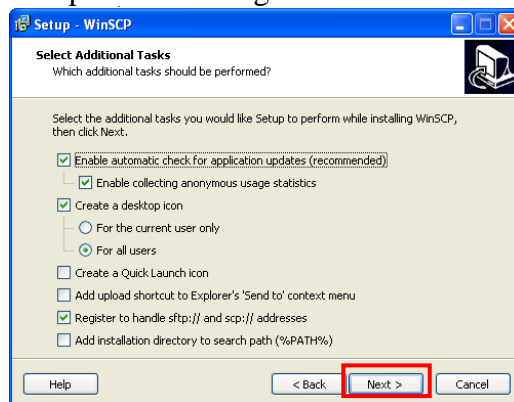 Setup - WinSCP
Select Additional Tasks
Which additional tasks should be performed?
Select the additional tasks you would like Setup to perform while installing WinSCP,
then click Next.
Enable automatic check for application updates (recommended)
Enable collecting anonymous usage statistics
Create a desktop icon
For the current user only
For all users
Create a Quick Launch icon
Add upload shortcut to Explorer's 'Send to' context menu
Register to handle sftp:// and scp:// addresses
Add installation directory to search path (%PATH%)
Help < Back Next > Cancel